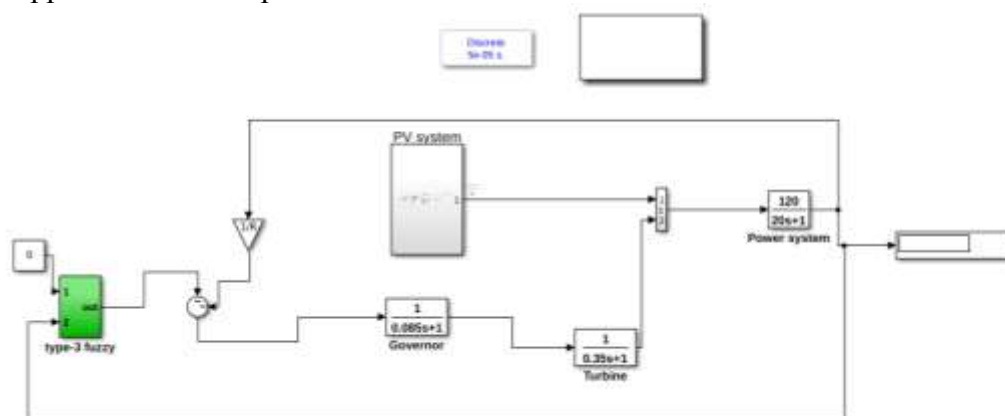 Discrete
5e-05 s
PV system
1
120
20s+1
Power system
0
1
out
2
type-3 fuzzy
1
0.085s+1
Governor
1
0.35s+1
Turbine